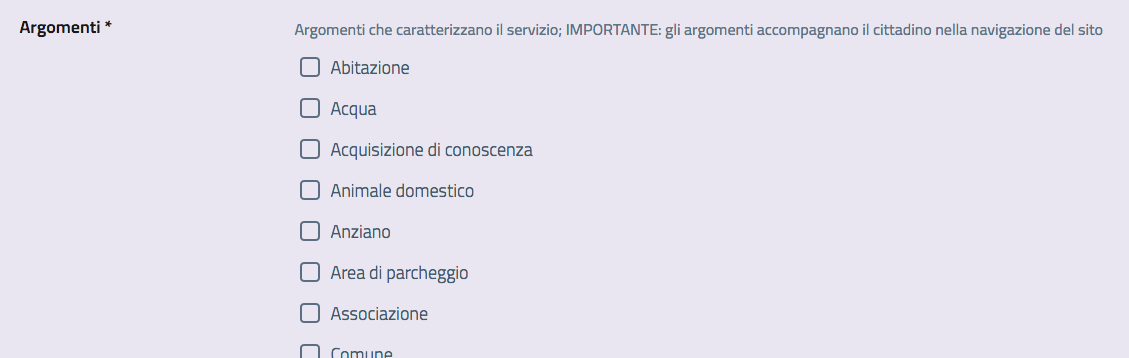 Argomenti * Argomenti che caratterizzano il servizio; IMPORTANTE: gli argomenti accompagnano il cittadino nella navigazione del sito
Abitazione
Acqua
Acquisizione di conoscenza
Animale domestico
Anziano
Area di parcheggio
Associazione
Comune